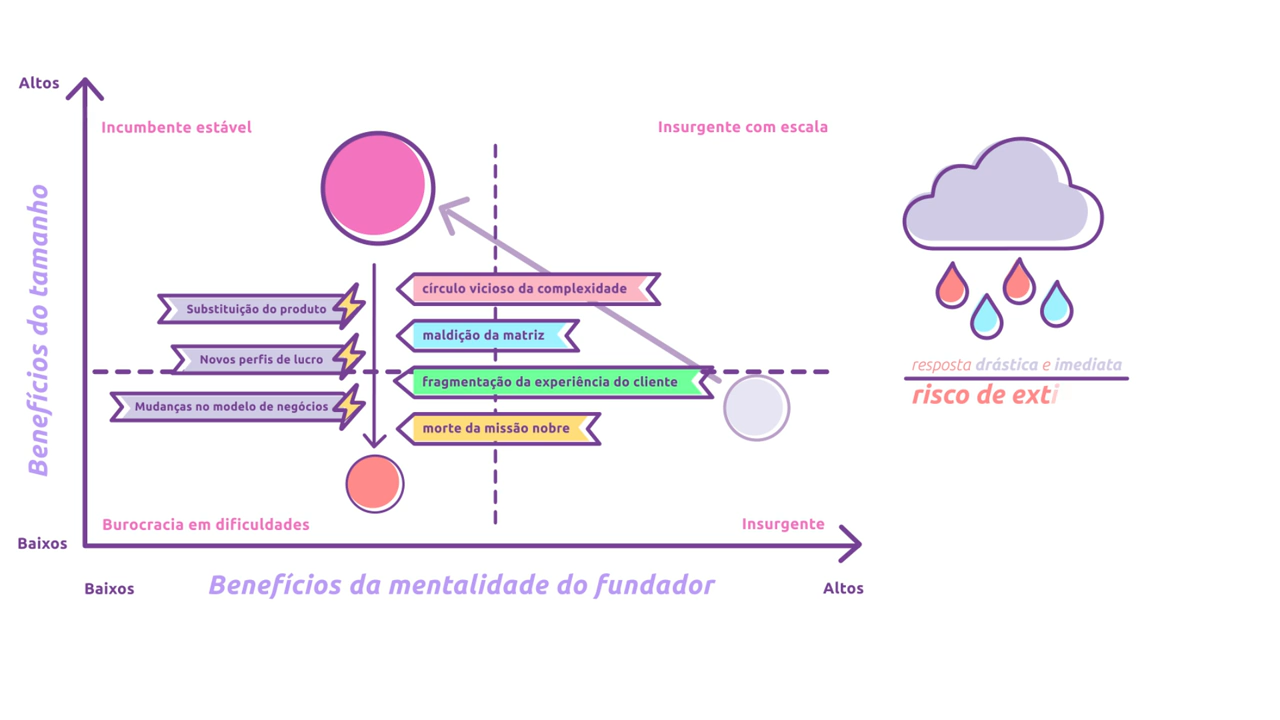 Altos
Incumbente estável
Insurgente com escala
Benefícios do tamanho
círculo vicioso da complexidade
Substituição do produto
maldição da matriz
Novos perfis de lucro
resposta drástica e imediata
fragmentação da experiência do cliente
risco de exti
Mudanças no modelo de negócios
morte da missão nobre
Burocracia em dificuldades
Insurgente
Baixos
Baixos
Benefícios da mentalidade do fundador
Altos